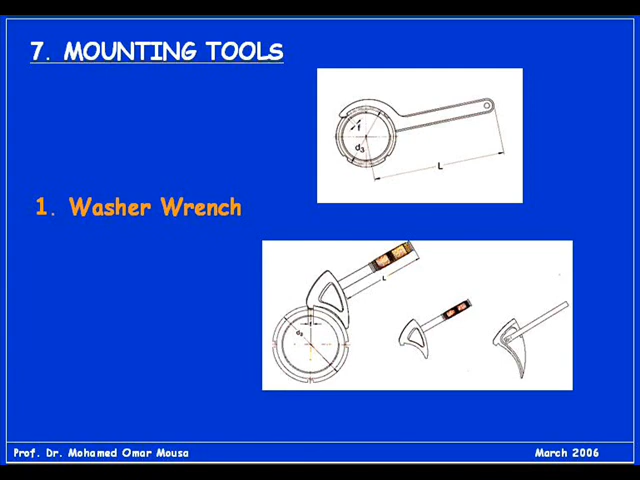 7. MOUNTING TOOLS
d₃
L
1. Washer Wrench
L
Prof. Dr. Mohamed Omar Mousa
March 2006